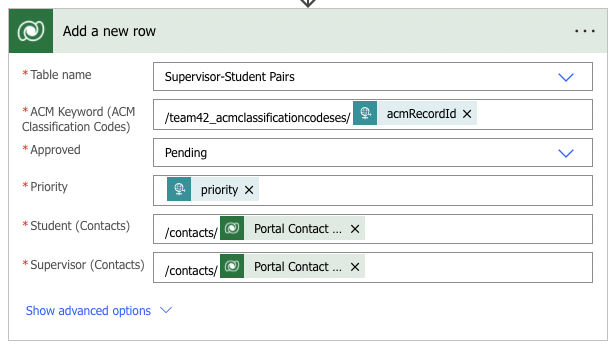 Add a new row
* Table name
Supervisor-Student Pairs
* ACM Keyword (ACM
Classification Codes)
/team42_acmclassificationcodeses/ acmRecordId ×
* Approved
Pending
* Priority
priority ×
* Student (Contacts)
/contacts/ Portal Contact ... ×
* Supervisor (Contacts)
/contacts/ Portal Contact ... ×
Show advanced options